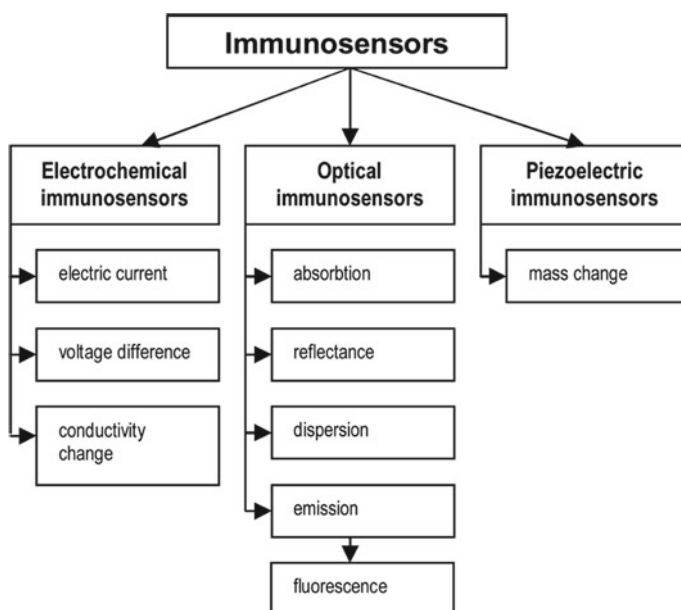 Immunosensors
Electrochemical
immunosensors
electric current
voltage difference
conductivity
change
Optical
immunosensors
absorbtion
reflectance
dispersion
emission
fluorescence
Piezoelectric
immunosensors
mass change